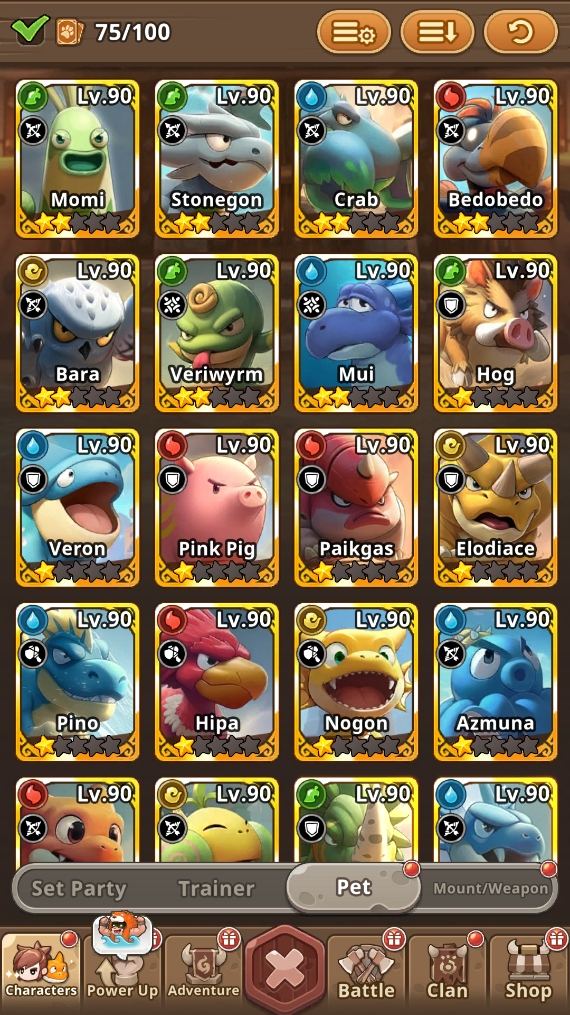 75/100
Lv.90 Lv.90 Lv.90 Lv.90
Momi Stonegon Crab Bedobedo
Lv.90 Lv.90 Lv.90 Lv.90
Bara Veriwyrm Mui Hog
Lv.90 Lv.90 Lv.90 Lv.90
Veron Pink Pig Paikgas Elodiace
Lv.90 Lv.90 Lv.90 Lv.90
Pino Hipa Nogon Azmuna
Lv.90 Lv.90 Lv.90 Lv.90
Set Party Trainer Pet Mount/Weapon
Characters Power Up Adventure Battle Clan Shop